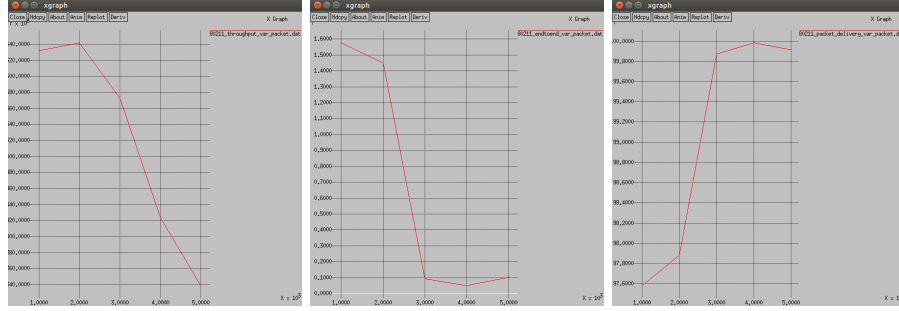 xgraph
Close Hdcpy About Anim Replot Deriv
X Graph
80211_throughput_var_packet.dat
1,0000 2,0000 3,0000 4,0000 5,0000
X x 10³
xgraph
Close Hdcpy About Anim Replot Deriv
X Graph
80211_endtoend_var_packet.dat
1,6000
1,5000
1,4000
1,3000
1,2000
1,1000
1,0000
0,9000
0,8000
0,7000
0,6000
0,5000
0,4000
0,3000
0,2000
0,1000
0,0000
1,0000 2,0000 3,0000 4,0000 5,0000
X x 10³
xgraph
Close Hdcpy About Anim Replot Deriv
X Graph
80211_packet_delivery_var_packet.d
00,0000
99,8000
99,6000
99,4000
99,2000
99,0000
98,8000
98,6000
98,4000
98,2000
98,0000
97,8000
97,6000
1,0000 2,0000 3,0000 4,0000 5,0000
X x 1